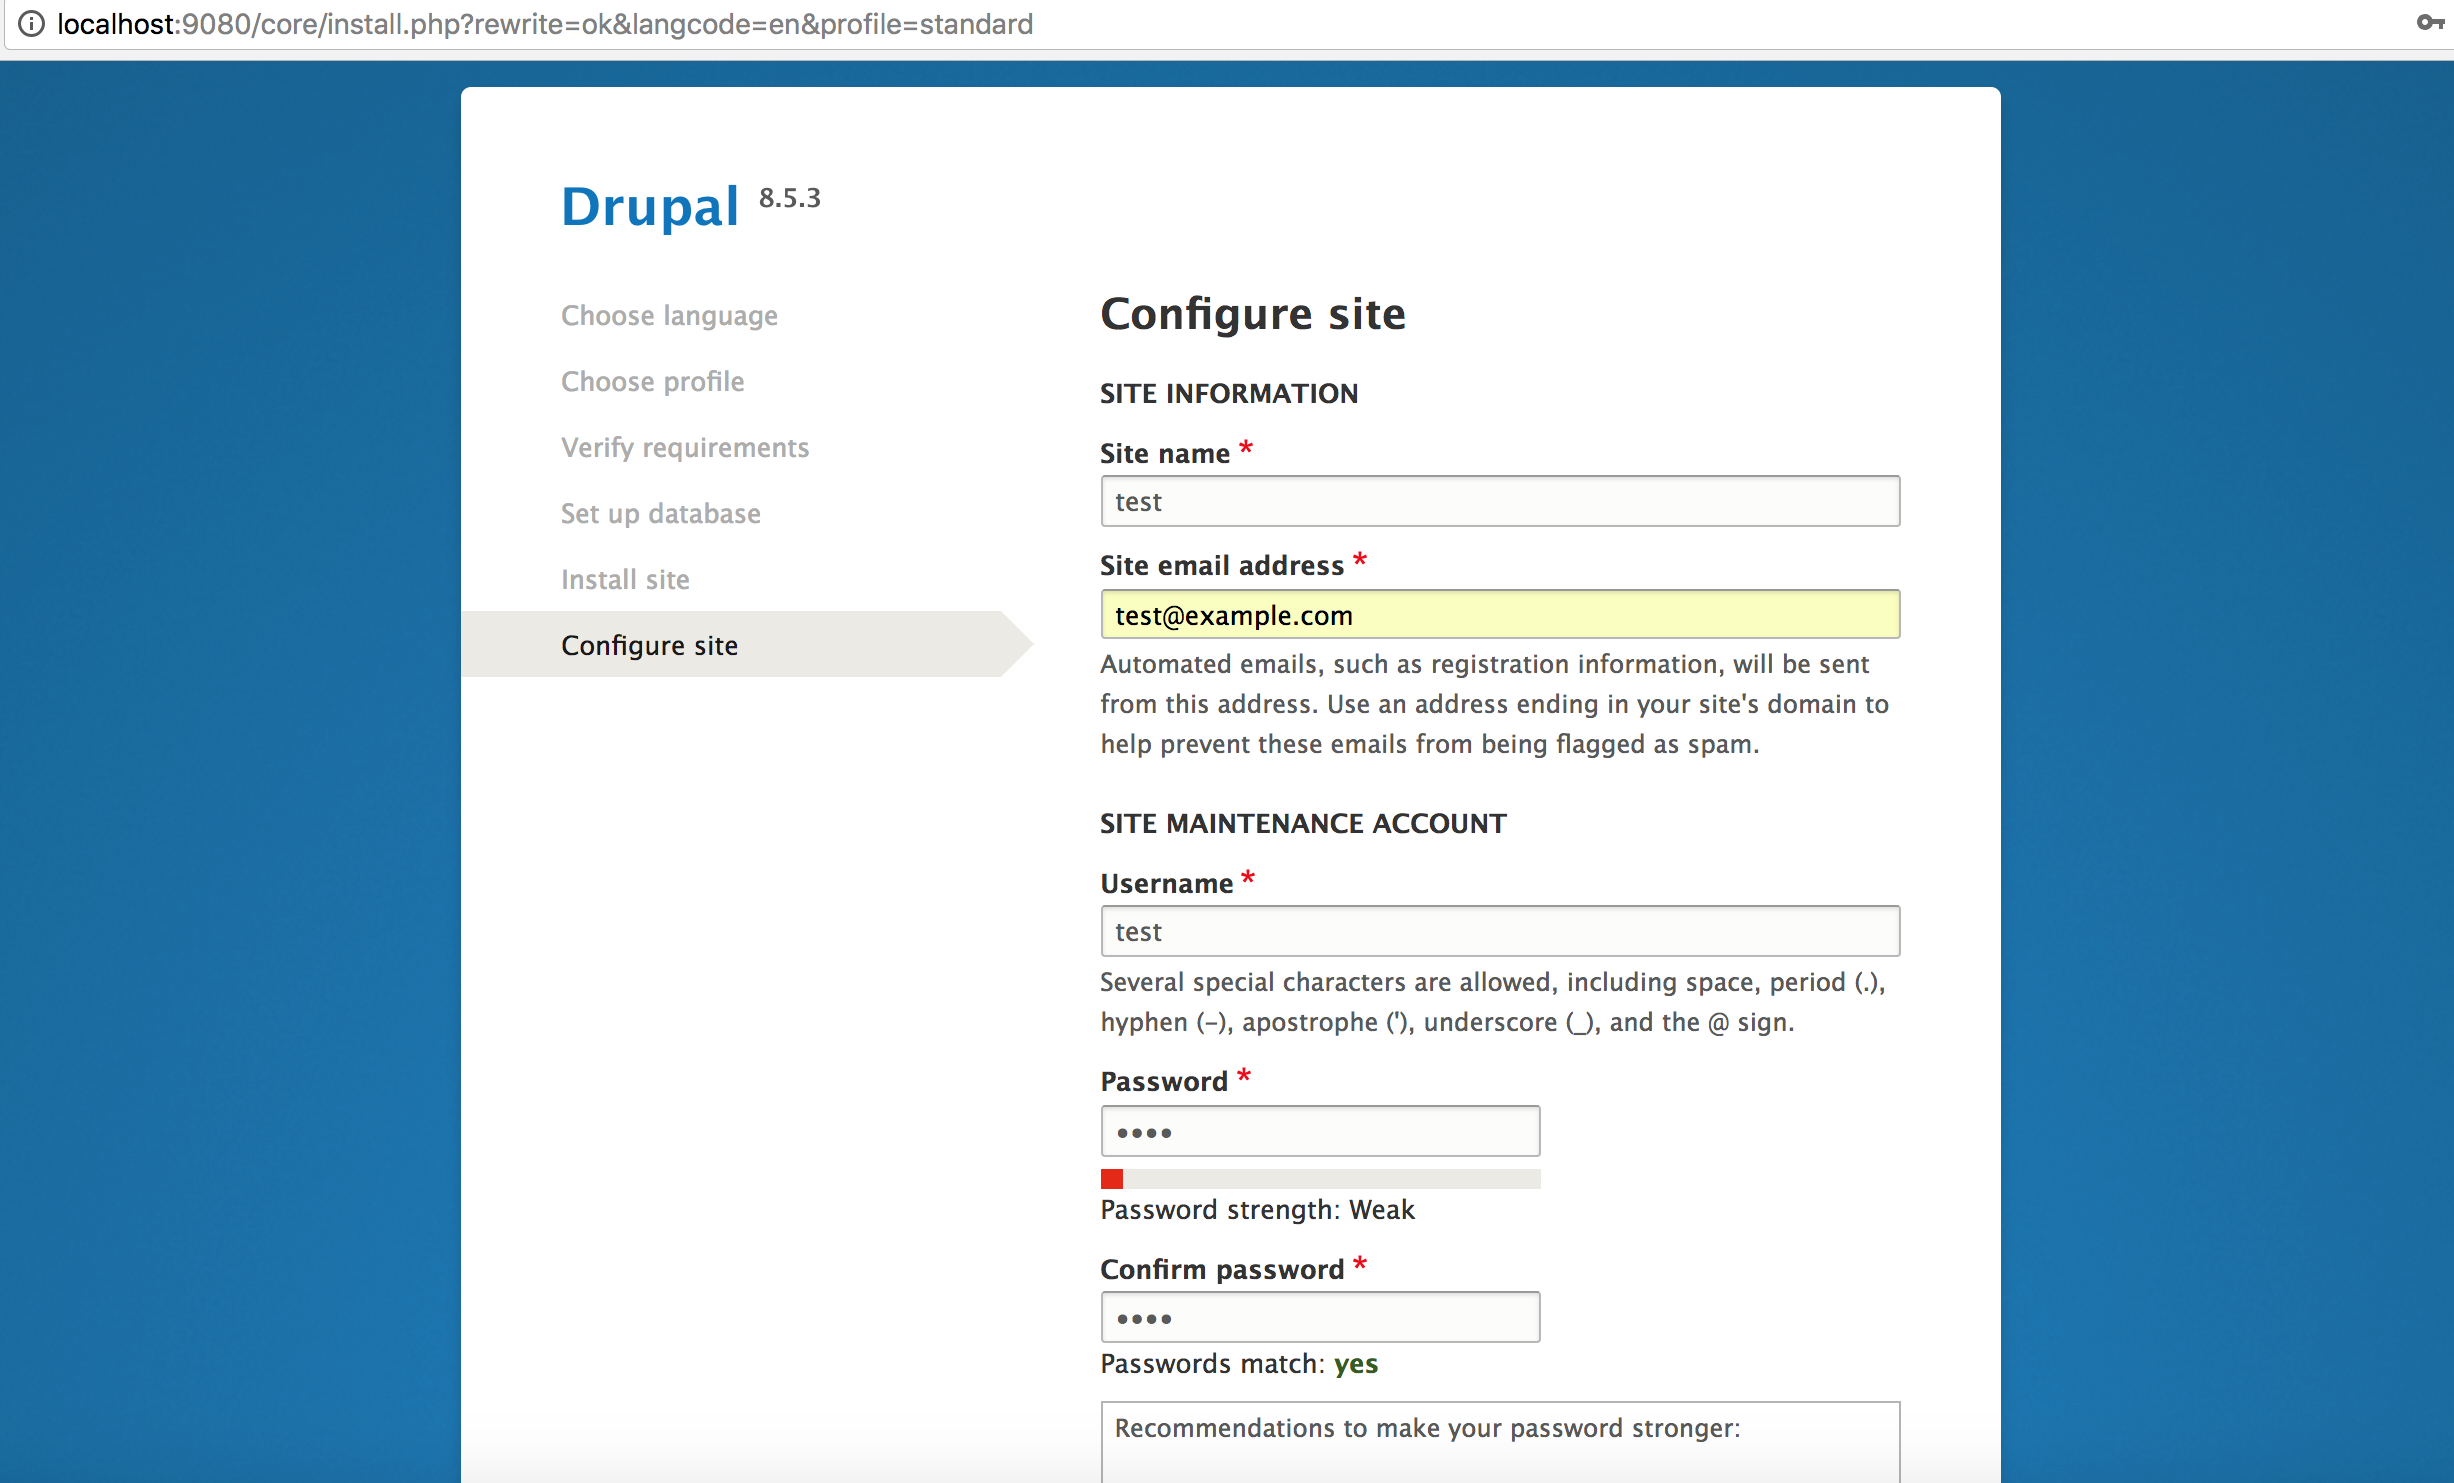 localhost:9080/core/install.php?rewrite=ok&langcode=en&profile=standard
Drupal 8.5.3
Choose language
Choose profile
Verify requirements
Set up database
Install site
Configure site
Configure site
SITE INFORMATION
Site name *
test
Site email address *
test@example.com
Automated emails, such as registration information, will be sent
from this address. Use an address ending in your site's domain to
help prevent these emails from being flagged as spam.
SITE MAINTENANCE ACCOUNT
Username *
test
Several special characters are allowed, including space, period (.),
hyphen (-), apostrophe ('), underscore (_), and the @ sign.
Password *
••••
Password strength: Weak
Confirm password *
••••
Passwords match: yes
Recommendations to make your password stronger: